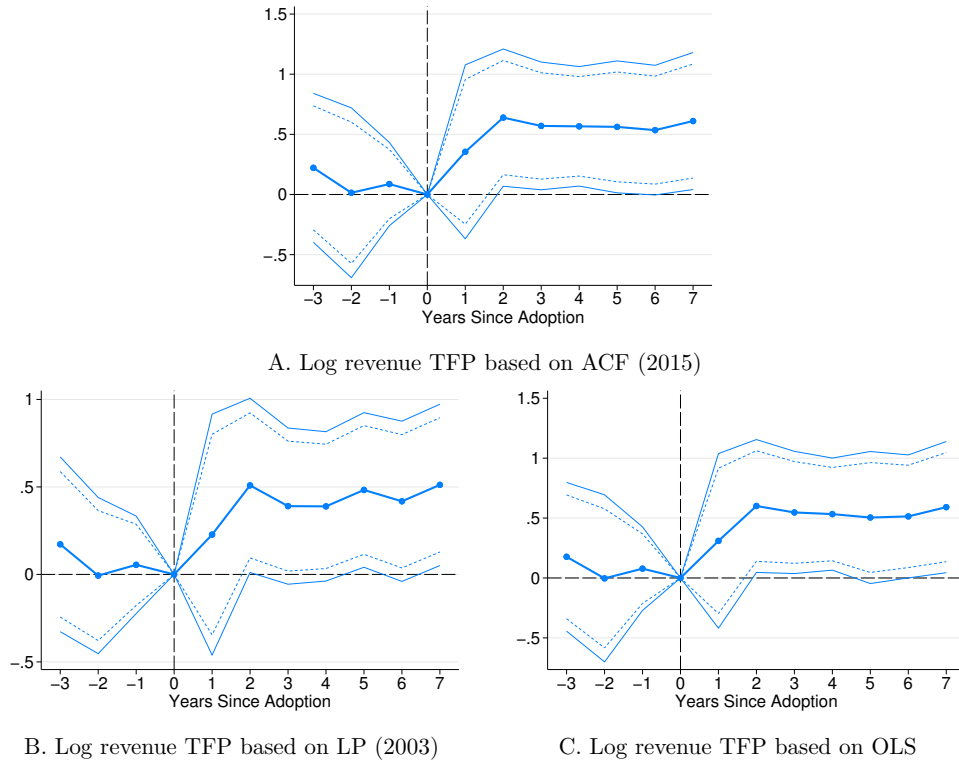 1.5
1
.5
0
−.5
−3 −2 −1 0 1 2 3 4 5 6 7
Years Since Adoption
A. Log revenue TFP based on ACF (2015)
1
.5
0
−.5
−3 −2 −1 0 1 2 3 4 5 6 7
Years Since Adoption
B. Log revenue TFP based on LP (2003)
1.5
1
.5
0
−.5
−3 −2 −1 0 1 2 3 4 5 6 7
Years Since Adoption
C. Log revenue TFP based on OLS